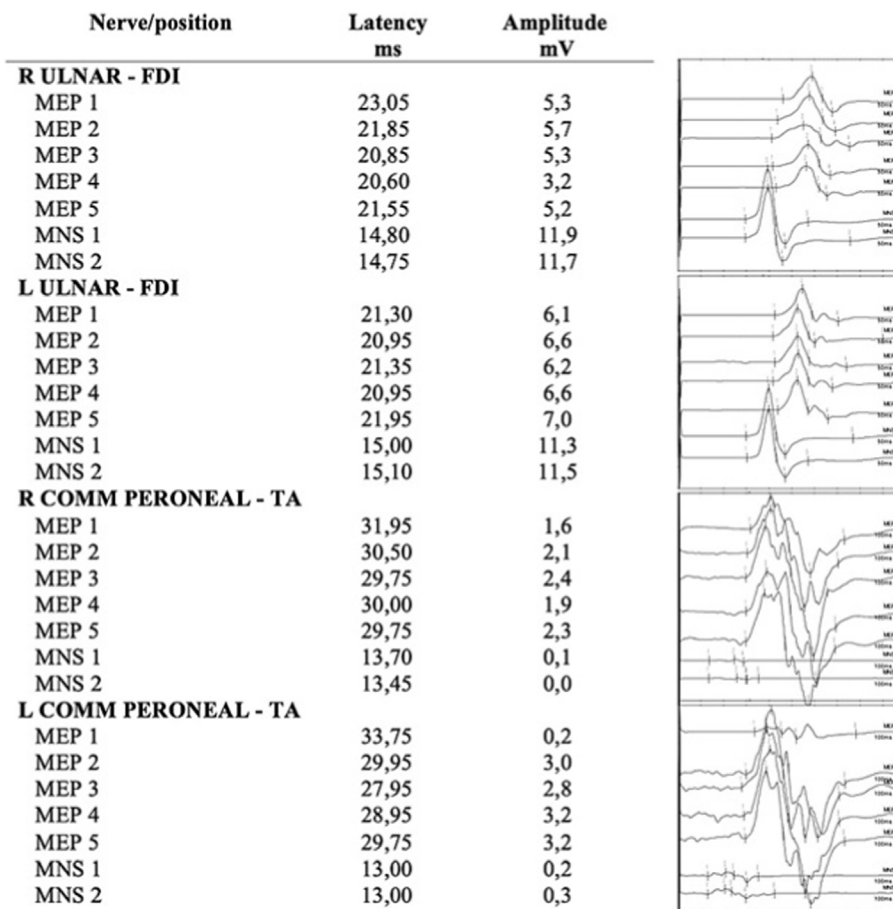 Nerve/position Latency Amplitude
ms mV
R ULNAR - FDI
MEP 1 23,05 5,3
MEP 2 21,85 5,7
MEP 3 20,85 5,3
MEP 4 20,60 3,2
MEP 5 21,55 5,2
MNS 1 14,80 11,9
MNS 2 14,75 11,7
L ULNAR - FDI
MEP 1 21,30 6,1
MEP 2 20,95 6,6
MEP 3 21,35 6,2
MEP 4 20,95 6,6
MEP 5 21,95 7,0
MNS 1 15,00 11,3
MNS 2 15,10 11,5
R COMM PERONEAL - TA
MEP 1 31,95 1,6
MEP 2 30,50 2,1
MEP 3 29,75 2,4
MEP 4 30,00 1,9
MEP 5 29,75 2,3
MNS 1 13,70 0,1
MNS 2 13,45 0,0
L COMM PERONEAL - TA
MEP 1 33,75 0,2
MEP 2 29,95 3,0
MEP 3 27,95 2,8
MEP 4 28,95 3,2
MEP 5 29,75 3,2
MNS 1 13,00 0,2
MNS 2 13,00 0,3